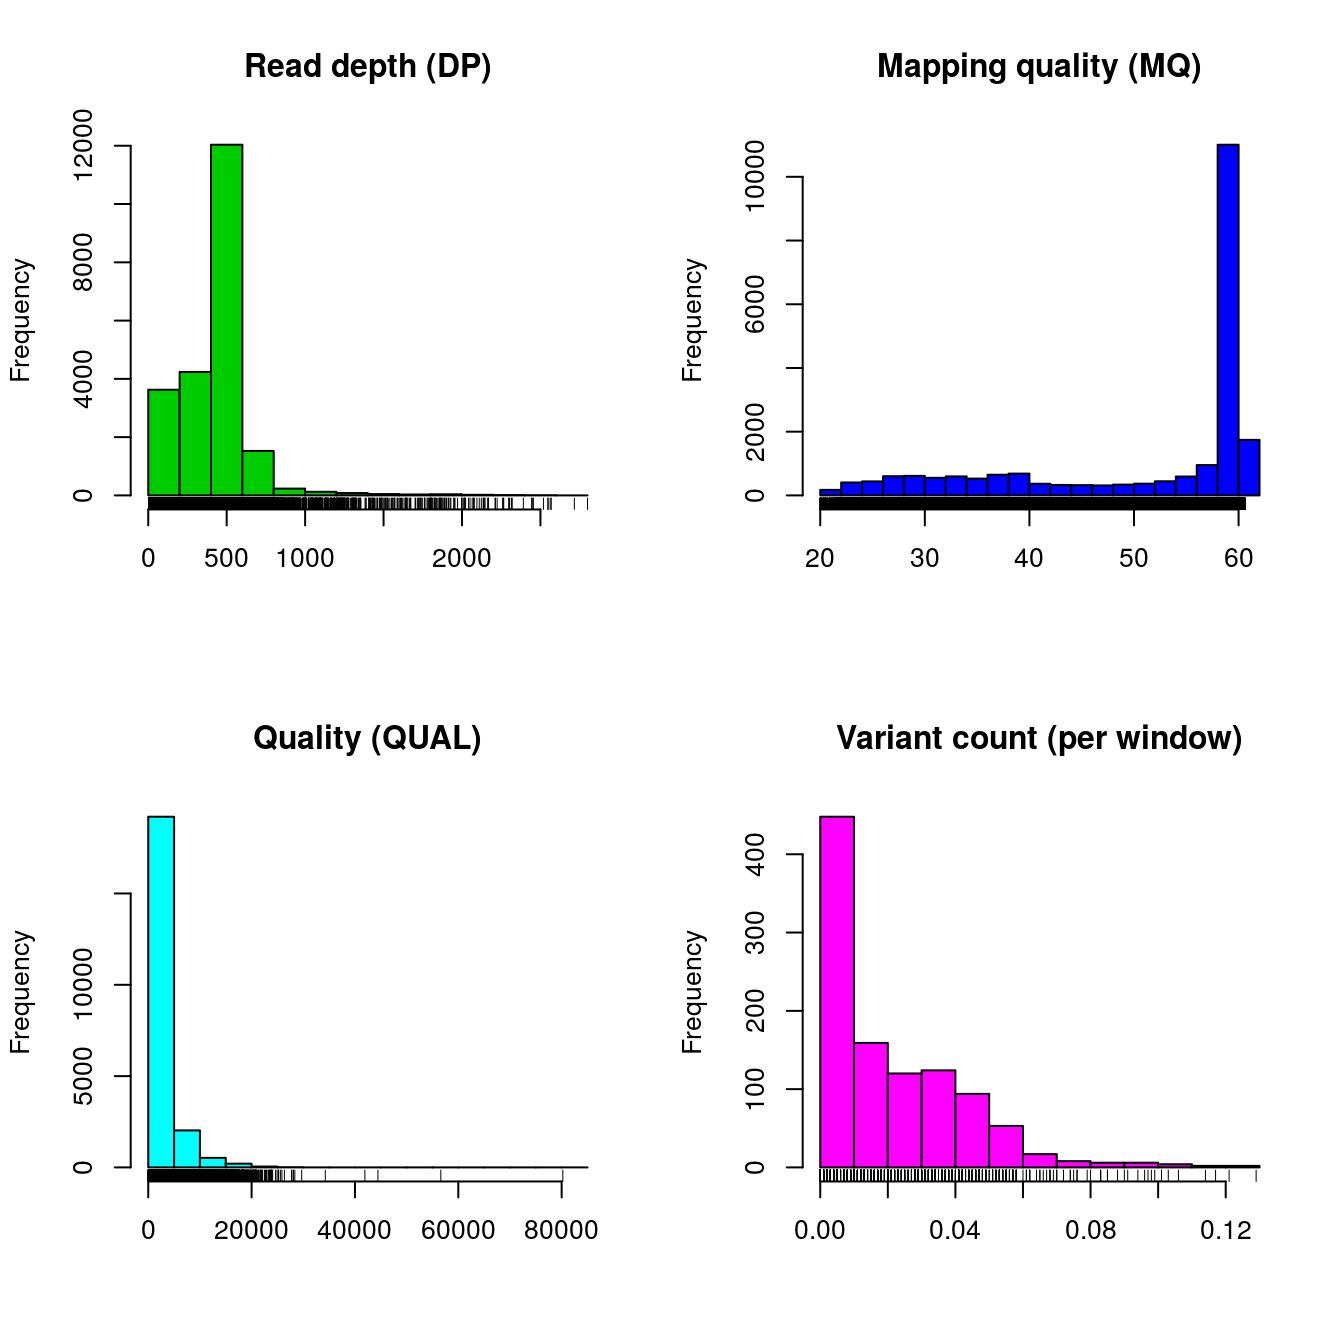 Read depth (DP)
Frequency
0 4000 8000 12000
0 500 1000 2000
Mapping quality (MQ)
Frequency
0 2000 6000 10000
20 30 40 50 60
Quality (QUAL)
Frequency
0 5000 10000
0 20000 40000 60000 80000
Variant count (per window)
Frequency
0 100 200 300 400
0.00 0.04 0.08 0.12